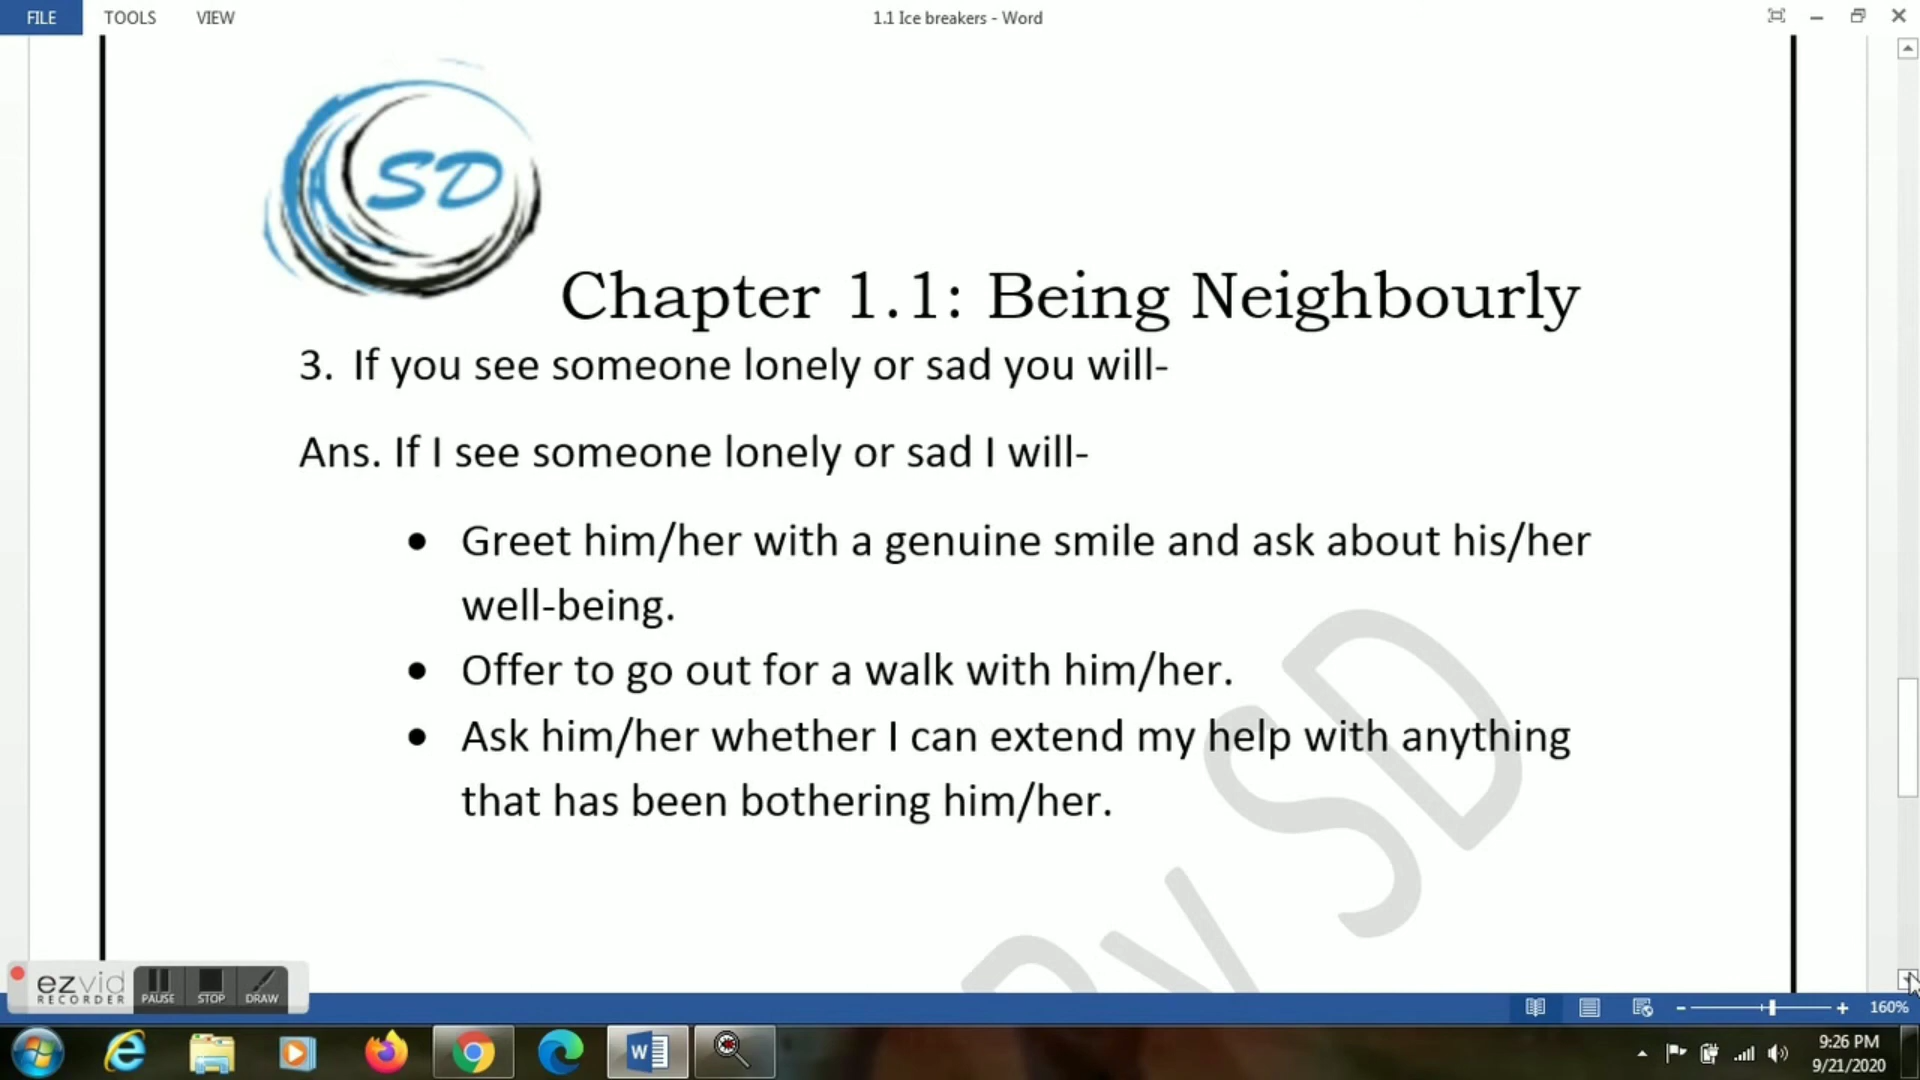 FILE TOOLS VIEW 1.1 Ice breakers - Word
SD
Chapter 1.1: Being Neighbourly
3. If you see someone lonely or sad you will-
Ans. If I see someone lonely or sad I will-
• Greet him/her with a genuine smile and ask about his/her
well-being.
• Offer to go out for a walk with him/her.
• Ask him/her whether I can extend my help with anything
that has been bothering him/her.
By SD
ezvid
RECORDER
PAUSE STOP DRAW
160%
9:26 PM
9/21/2020